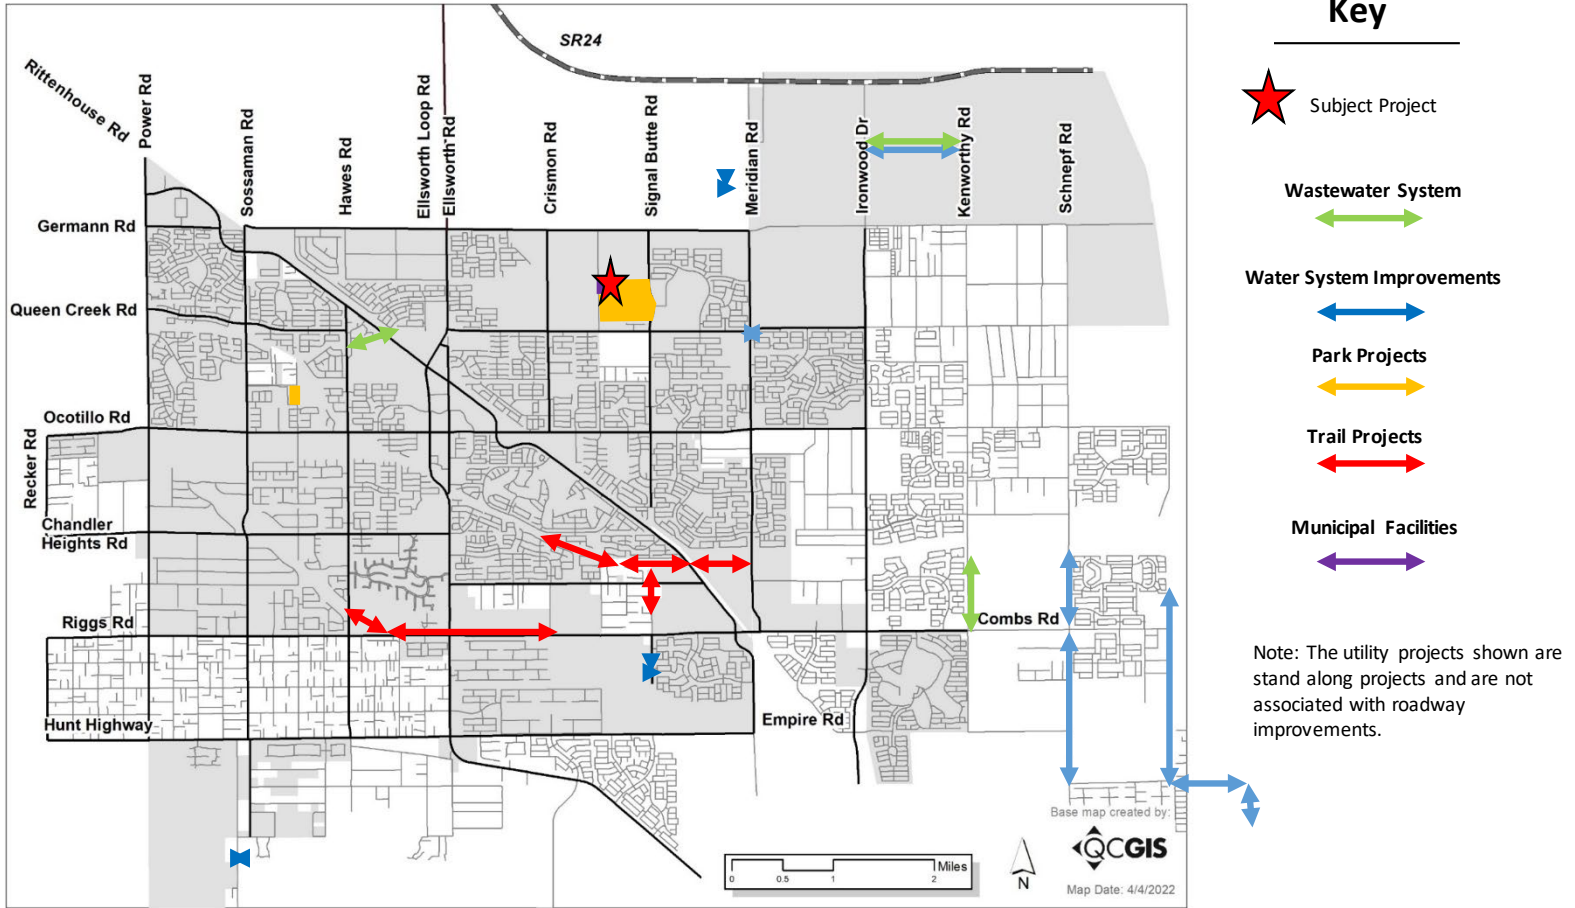 Key
SR24
Rittenhouse Rd
Power Rd
Sossaman Rd
Hawes Rd
Ellsworth Loop Rd
Ellsworth Rd
Crismon Rd
Signal Butte Rd
Meridian Rd
Ironwood Dr
Kenworthy Rd
Schnepf Rd
Subject Project
Wastewater System
Germann Rd
Water System Improvements
Queen Creek Rd
Park Projects
Ocotillo Rd
Trail Projects
Recker Rd
Chandler
Heights Rd
Municipal Facilities
Riggs Rd
Combs Rd
Note: The utility projects shown are
stand along projects and are not
associated with roadway
improvements.
Hunt Highway
Empire Rd
Base map created by:
QCGIS
Miles
0 0.5 1 2
N
Map Date: 4/4/2022